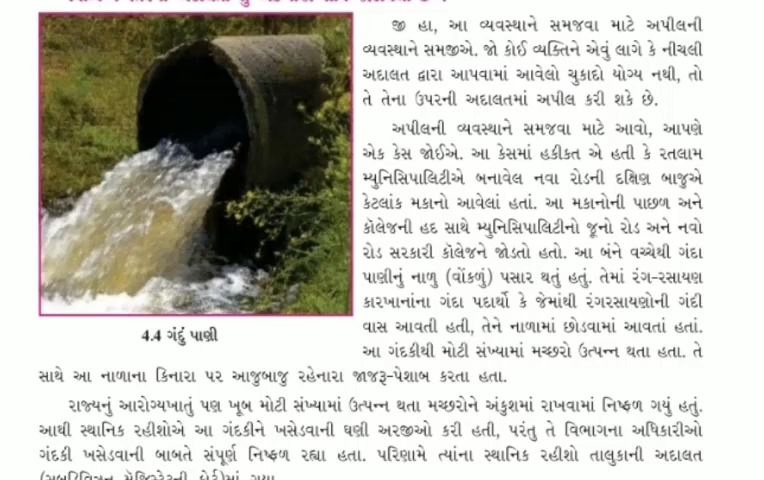 જી હા, આ વ્યવસ્થાને સમજવા માટે અપીલની
વ્યવસ્થાને સમજીએ. જો કોઈ વ્યક્તિને એવું લાગે કે નીચલી
અદાલત દ્વારા આપવામાં આવેલો ચુકાદો યોગ્ય નથી, તો
તે તેના ઉપરની અદાલતમાં અપીલ કરી શકે છે.
અપીલની વ્યવસ્થાને સમજવા માટે આવો, આપણે
એક કેસ જોઈએ. આ કેસમાં હકીકત એ હતી કે રતલામ
મ્યુનિસિપાલિટીએ બનાવેલ નવા રોડની દક્ષિણ બાજુએ
કેટલાંક મકાનો આવેલાં હતાં. આ મકાનોની પાછળ અને
કૉલેજની હદ સાથે મ્યુનિસિપાલિટીનો જૂનો રોડ અને નવો
રોડ સરકારી કૉલેજને જોડતો હતો. આ બંને વચ્ચેથી ગંદા
પાણીનું નાળુ (વોંકળું) પસાર થતું હતું. તેમાં રંગ-રસાયણ
કારખાનાંના ગંદા પદાર્થો કે જેમાંથી રંગરસાયણોની ગંદી
વાસ આવતી હતી, તેને નાળામાં છોડવામાં આવતાં હતાં.
4.4 ગંદું પાણી
આ ગંદકીથી મોટી સંખ્યામાં મચ્છરો ઉત્પન્ન થતા હતા. તે
સાથે આ નાળાના કિનારા પર આજુબાજુ રહેનારા જાજરૂ-પેશાબ કરતા હતા.
રાજ્યનું આરોગ્યખાતું પણ ખૂબ મોટી સંખ્યામાં ઉત્પન્ન થતા મચ્છરોને અંકુશમાં રાખવામાં નિષ્ફળ ગયું હતું.
આથી સ્થાનિક રહીશોએ આ ગંદકીને ખસેડવાની ઘણી અરજીઓ કરી હતી, પરંતુ તે વિભાગના અધિકારીઓ
ગંદકી ખસેડવાની બાબતે સંપૂર્ણ નિષ્ફળ રહ્યા હતા. પરિણામે ત્યાંના સ્થાનિક રહીશો તાલુકાની અદાલત